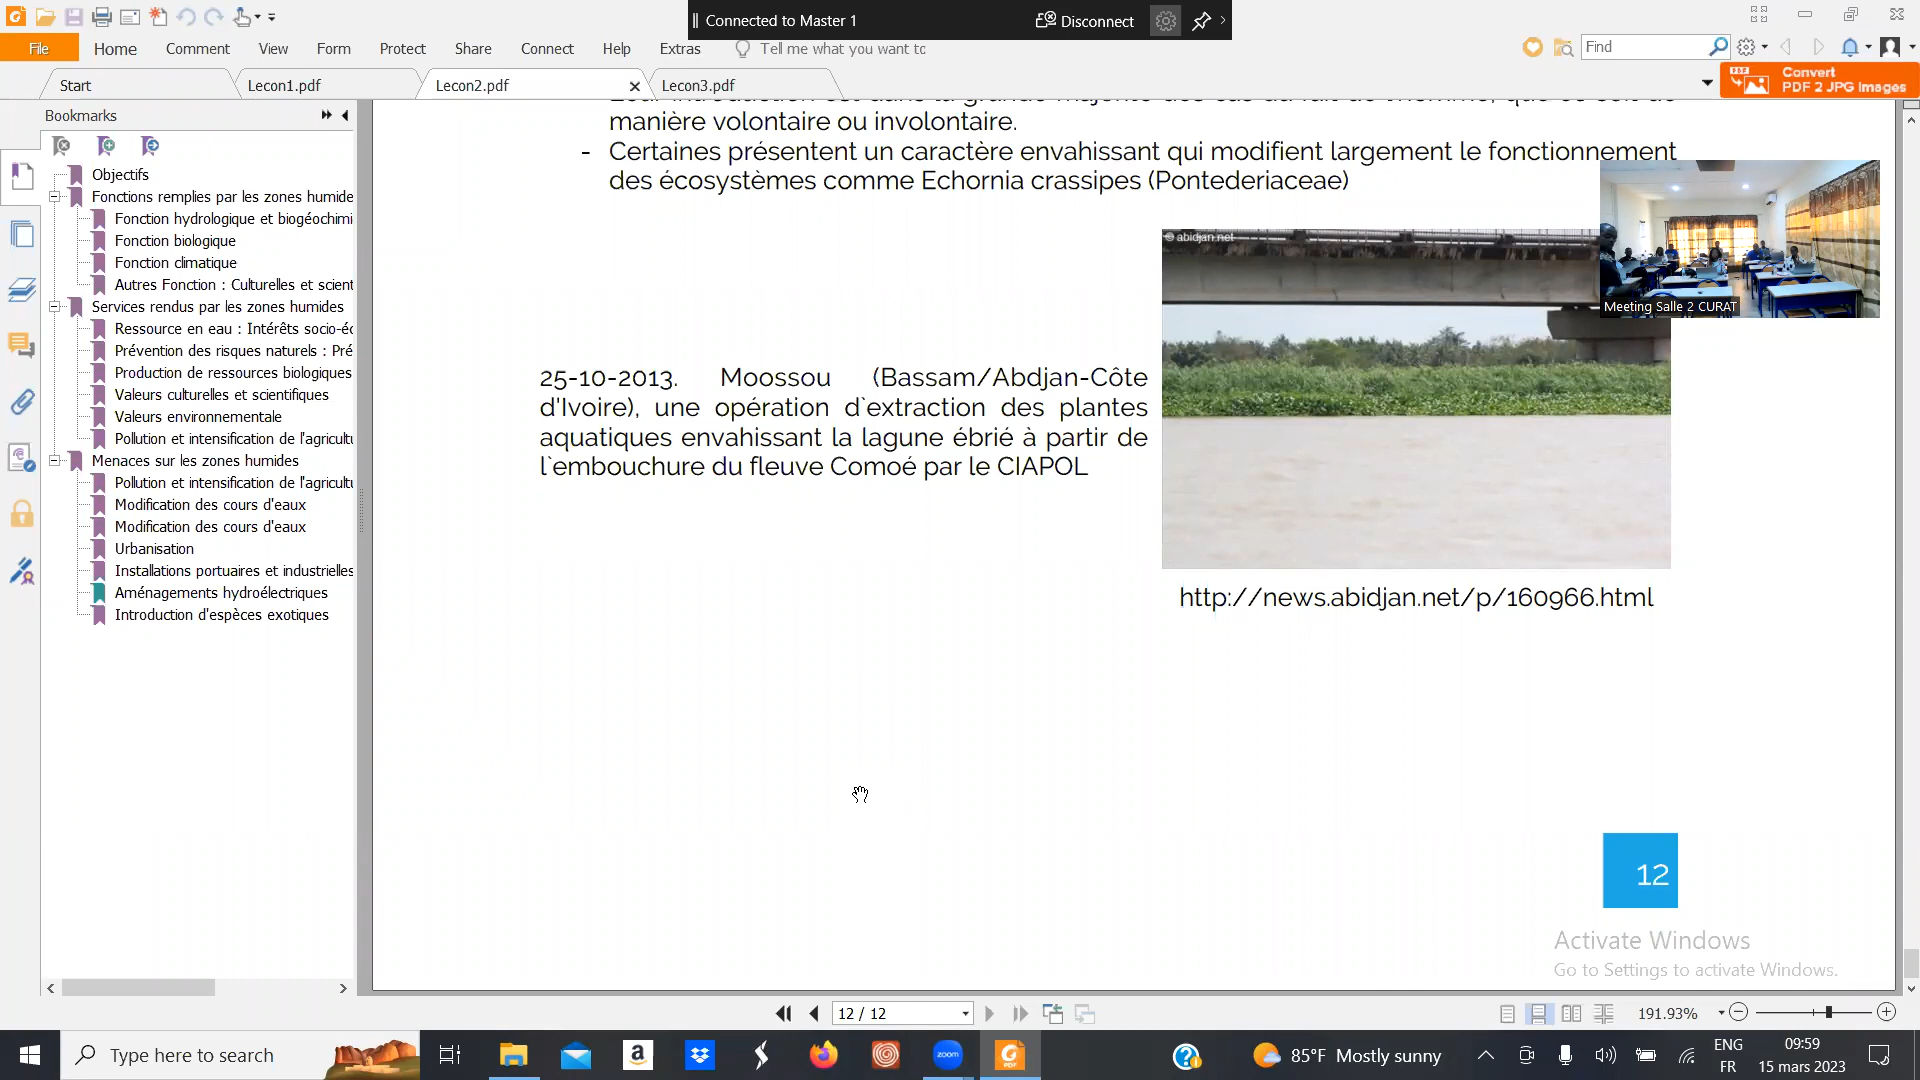 Connected to Master 1
Disconnect
File
Home
Comment
View
Form
Protect
Share
Connect
Help
Extras
Tell me what you want to
Find
Start
Lecon1.pdf
Lecon2.pdf
Lecon3.pdf
Convert
PDF 2 JPG Images
Bookmarks
Objectifs
Fonctions remplies par les zones humide
Fonction hydrologique et biogéochimi
Fonction biologique
Fonction climatique
Autres Fonction : Culturelles et scient
Services rendus par les zones humides
Ressource en eau : Intérêts socio-éc
Prévention des risques naturels : Pré
Production de ressources biologiques
Valeurs culturelles et scientifiques
Valeurs environnementale
Pollution et intensification de l'agricultu
Menaces sur les zones humides
Pollution et intensification de l'agricultu
Modification des cours d'eaux
Modification des cours d'eaux
Urbanisation
Installations portuaires et industrielles
Aménagements hydroélectriques
Introduction d'espèces exotiques
manière volontaire ou involontaire.
- Certaines présentent un caractère envahissant qui modifient largement le fonctionnement
des écosystèmes comme Echornia crassipes (Pontederiaceae)
© abidjan.net
Meeting Salle 2 CURAT
25-10-2013. Moossou (Bassam/Abdjan-Côte
d'Ivoire), une opération d`extraction des plantes
aquatiques envahissant la lagune ébrié à partir de
l`embouchure du fleuve Comoé par le CIAPOL
http://news.abidjan.net/p/160966.html
12
Activate Windows
Go to Settings to activate Windows.
12 / 12
191.93%
Type here to search
zoom
PDF
85°F Mostly sunny
ENG
FR
09:59
15 mars 2023